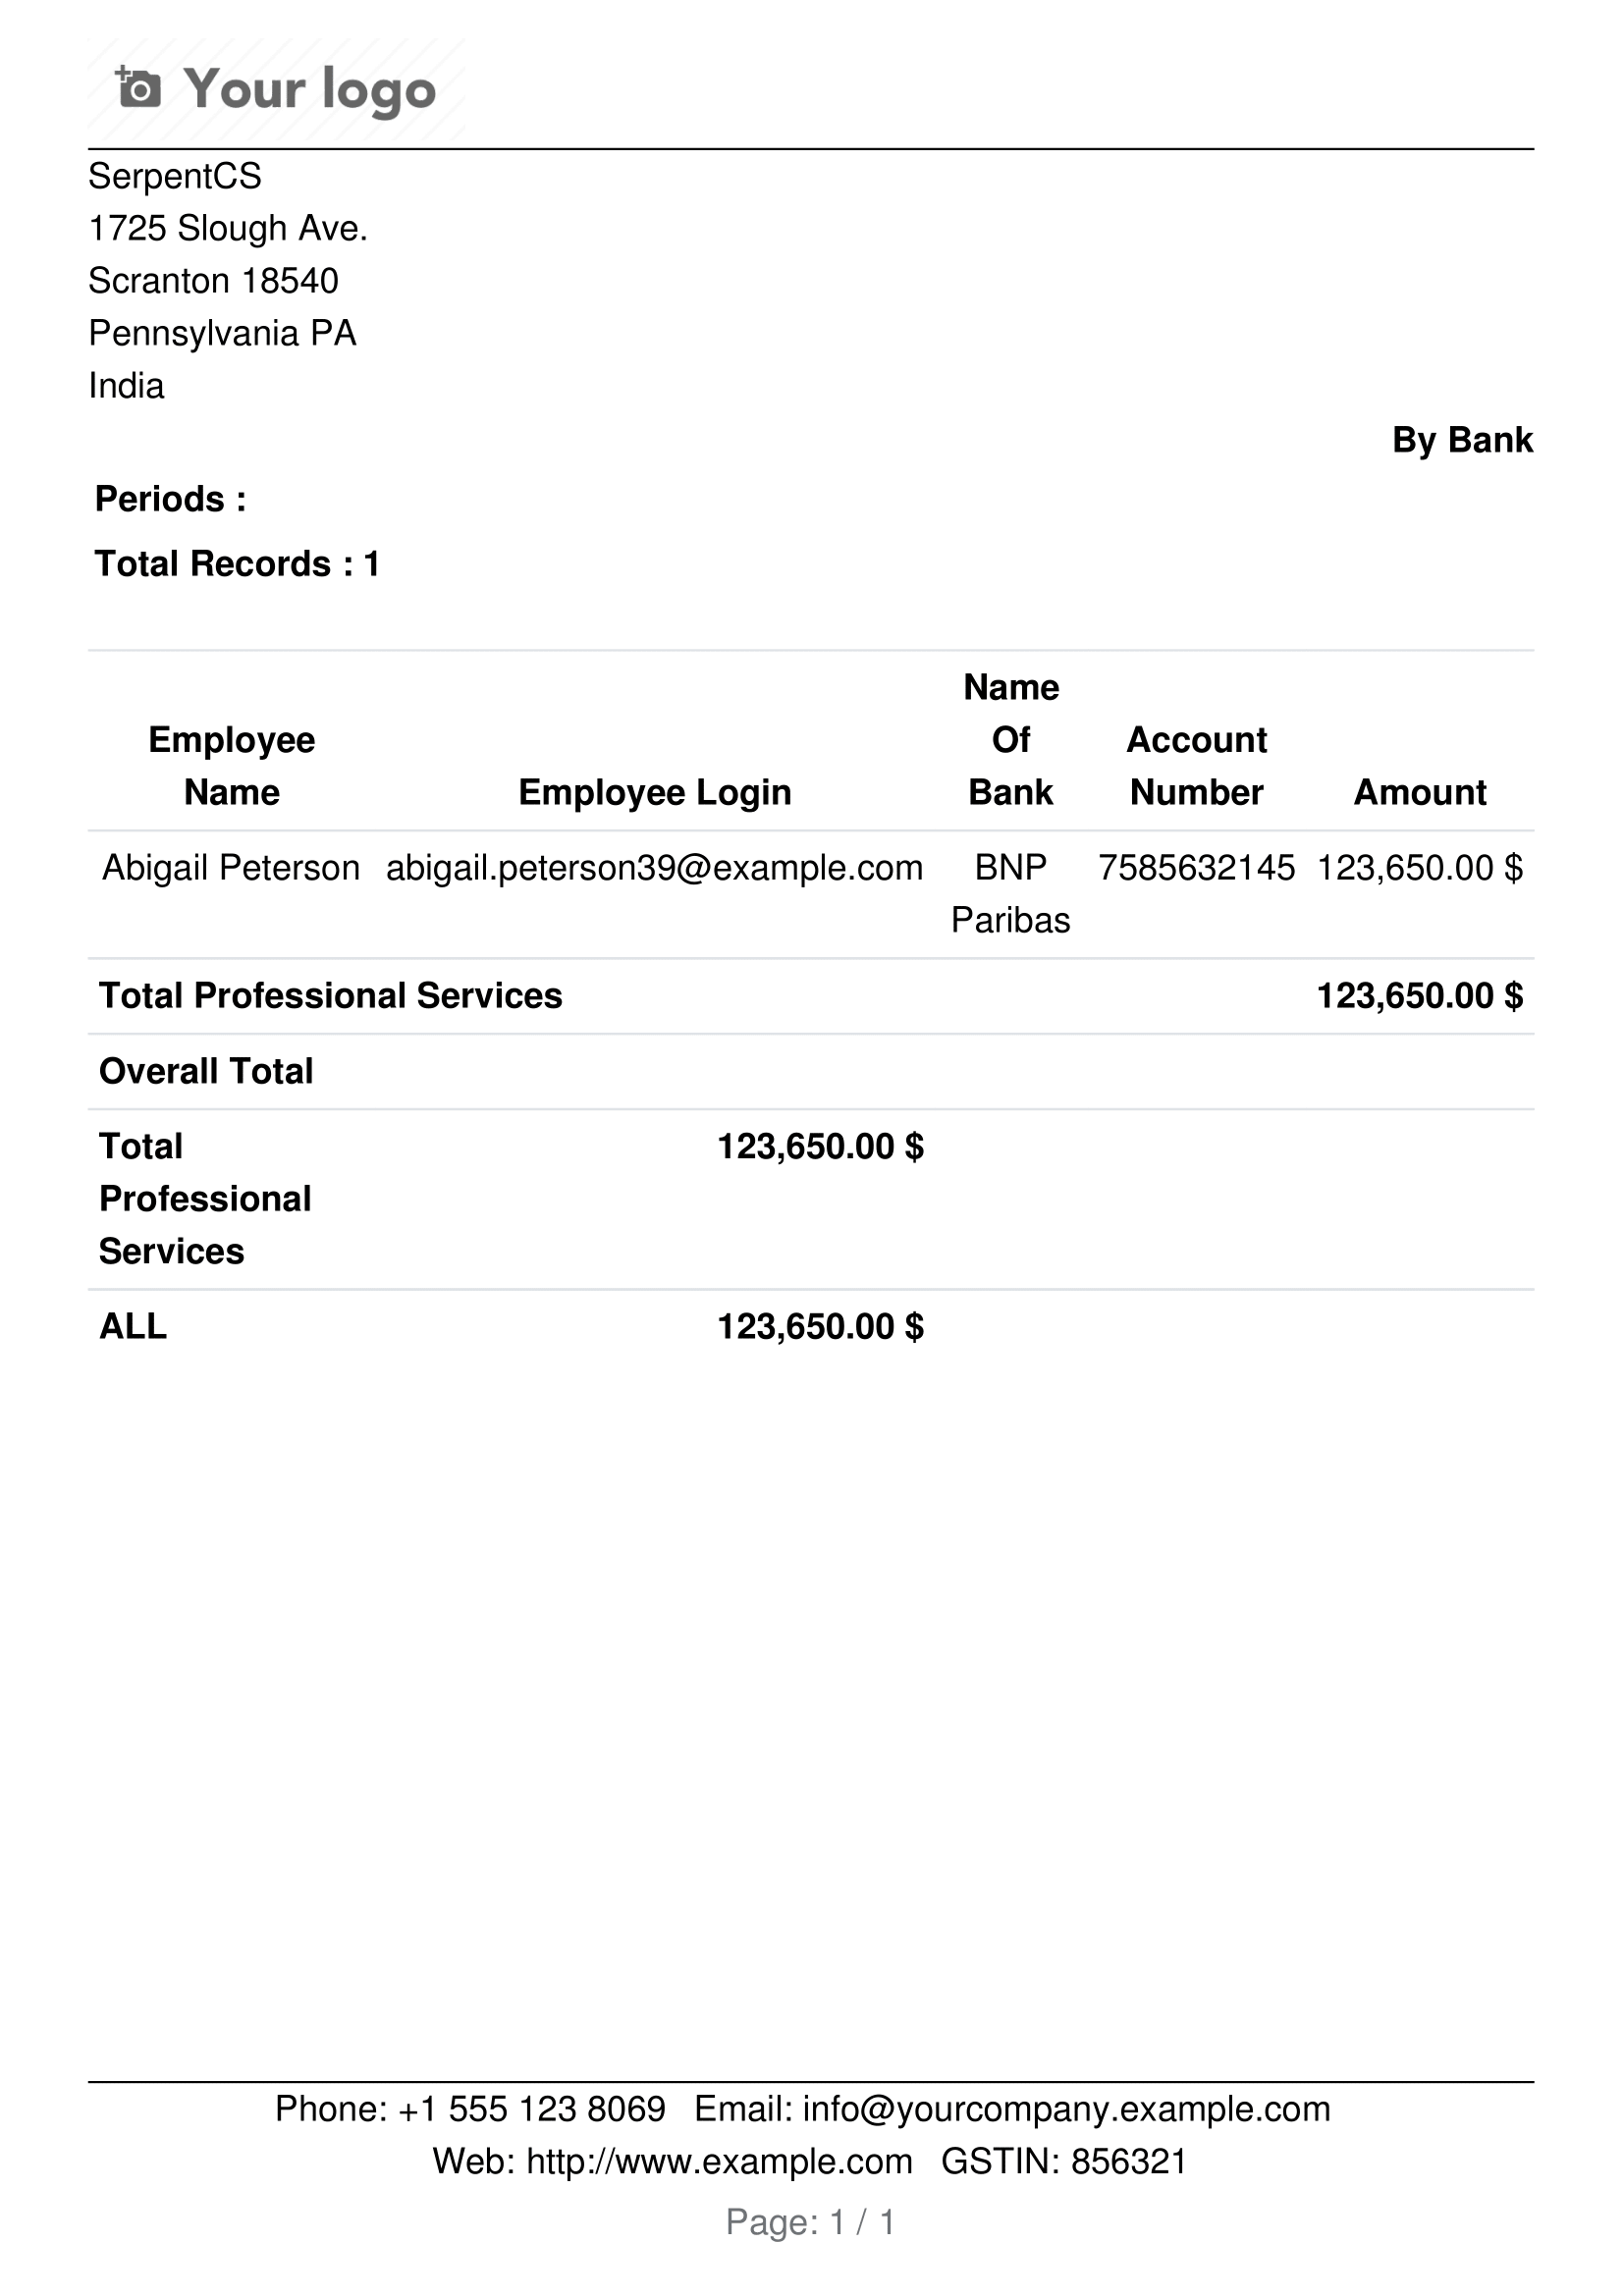 Your logo
SerpentCS
1725 Slough Ave.
Scranton 18540
Pennsylvania PA
India
By Bank
Periods :
Total Records : 1
Employee Name Employee Login Name Of Bank Account Number Amount
Abigail Peterson abigail.peterson39@example.com BNP Paribas 7585632145 123,650.00 $
Total Professional Services 123,650.00 $
Overall Total
Total Professional Services 123,650.00 $
ALL 123,650.00 $
Phone: +1 555 123 8069 Email: info@yourcompany.example.com
Web: http://www.example.com GSTIN: 856321
Page: 1 / 1